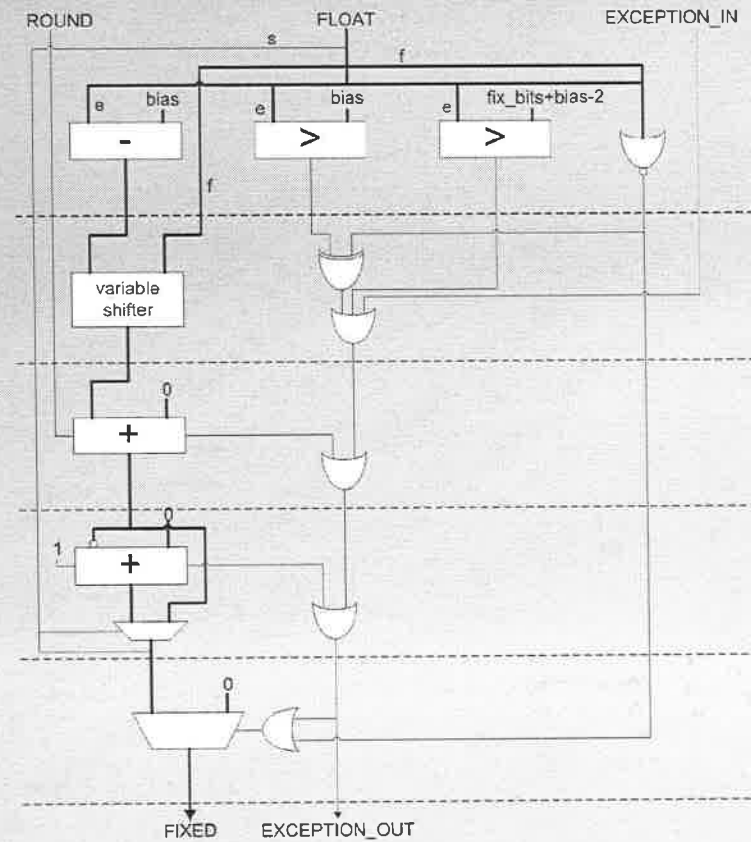 ROUND
FLOAT
EXCEPTION_IN
s
f
e
bias
e
bias
e
fix_bits+bias-2
-
>
>
f
variable
shifter
0
+
0
1
+
0
FIXED
EXCEPTION_OUT